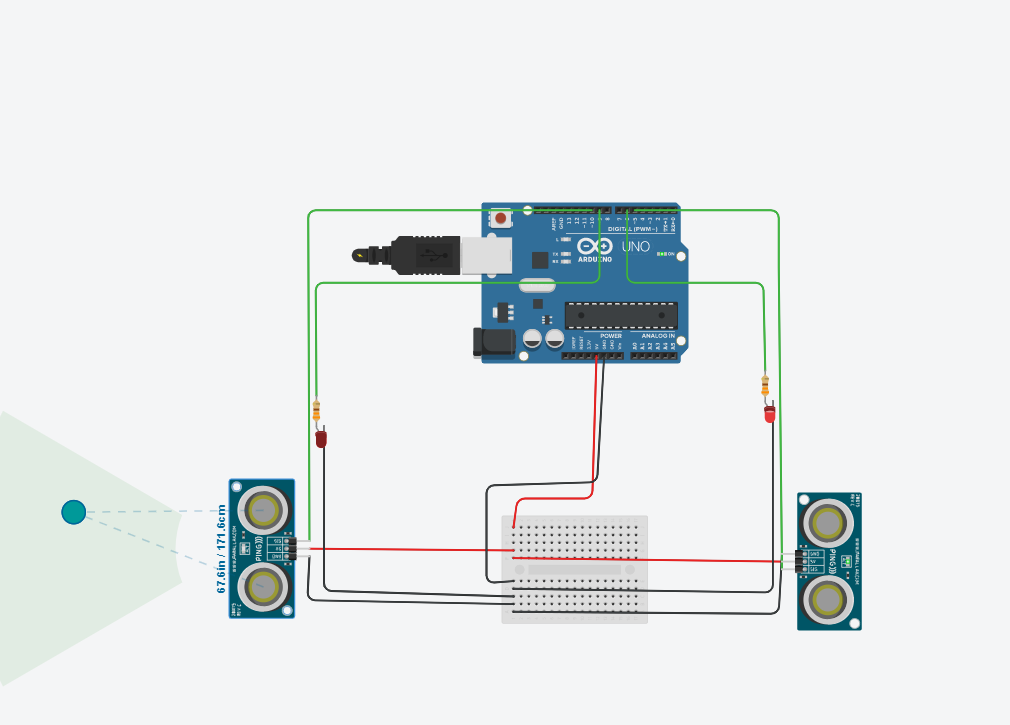 AREF
GND
13
12
~11
~10
8
7
~5
4
~3
2
TX→1
RX←0
DIGITAL (PWM~)
L
TX
RX
UNO
ON
ARDUINO
POWER
ANALOG IN
IOREF
RESET
3.3V
5V
GND
GND
Vin
A0
A1
A2
A3
A4
A5
67.6in / 171.6cm
PING)))
SIG
5V
GND
PING)))
GND
5V
SIG